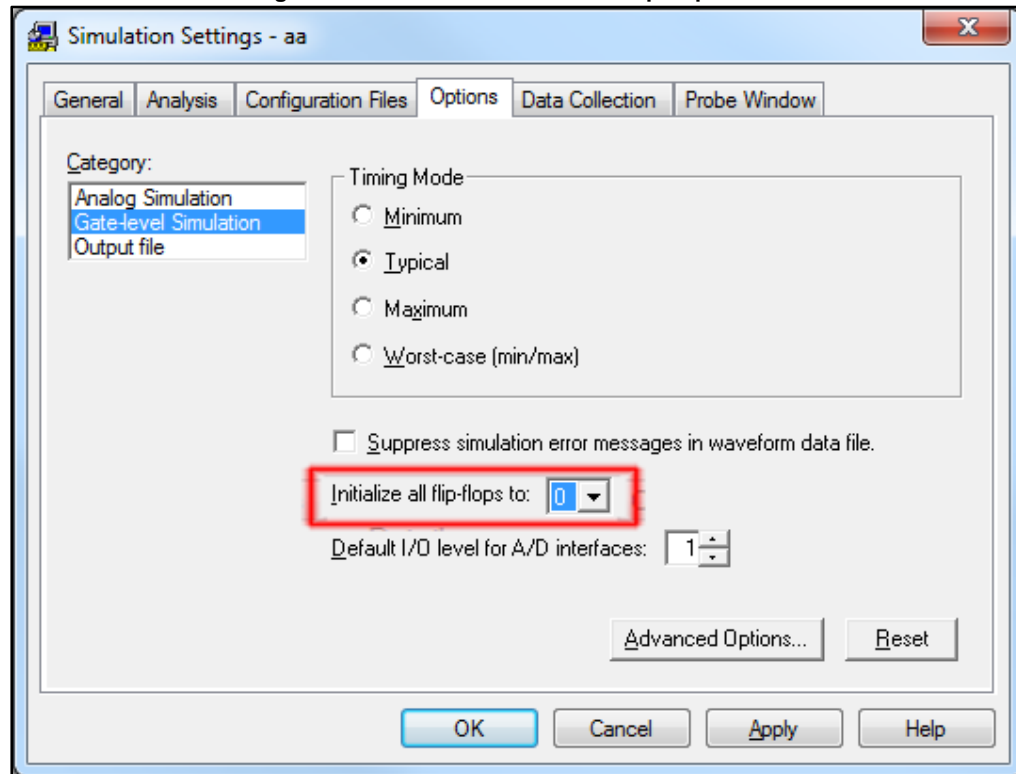 Simulation Settings - aa
General Analysis Configuration Files Options Data Collection Probe Window
Category:
Analog Simulation
Gate-level Simulation
Output file
Timing Mode
Minimum
Typical
Maximum
Worst-case (min/max)
Suppress simulation error messages in waveform data file.
Initialize all flip-flops to: 0
Default I/O level for A/D interfaces: 1
Advanced Options... Reset
OK Cancel Apply Help